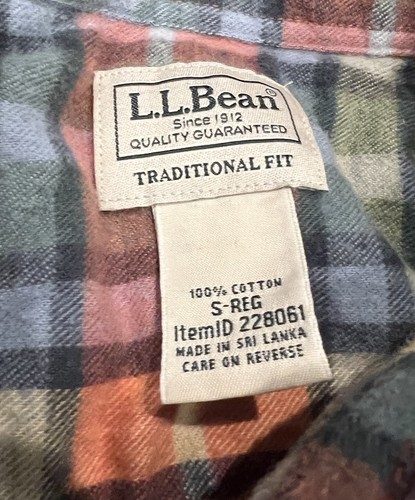 L.L.Bean®
Since 1912
QUALITY GUARANTEED
TRADITIONAL FIT
100% COTTON
S-REG
ItemID 228061
MADE IN SRI LANKA
CARE ON REVERSE